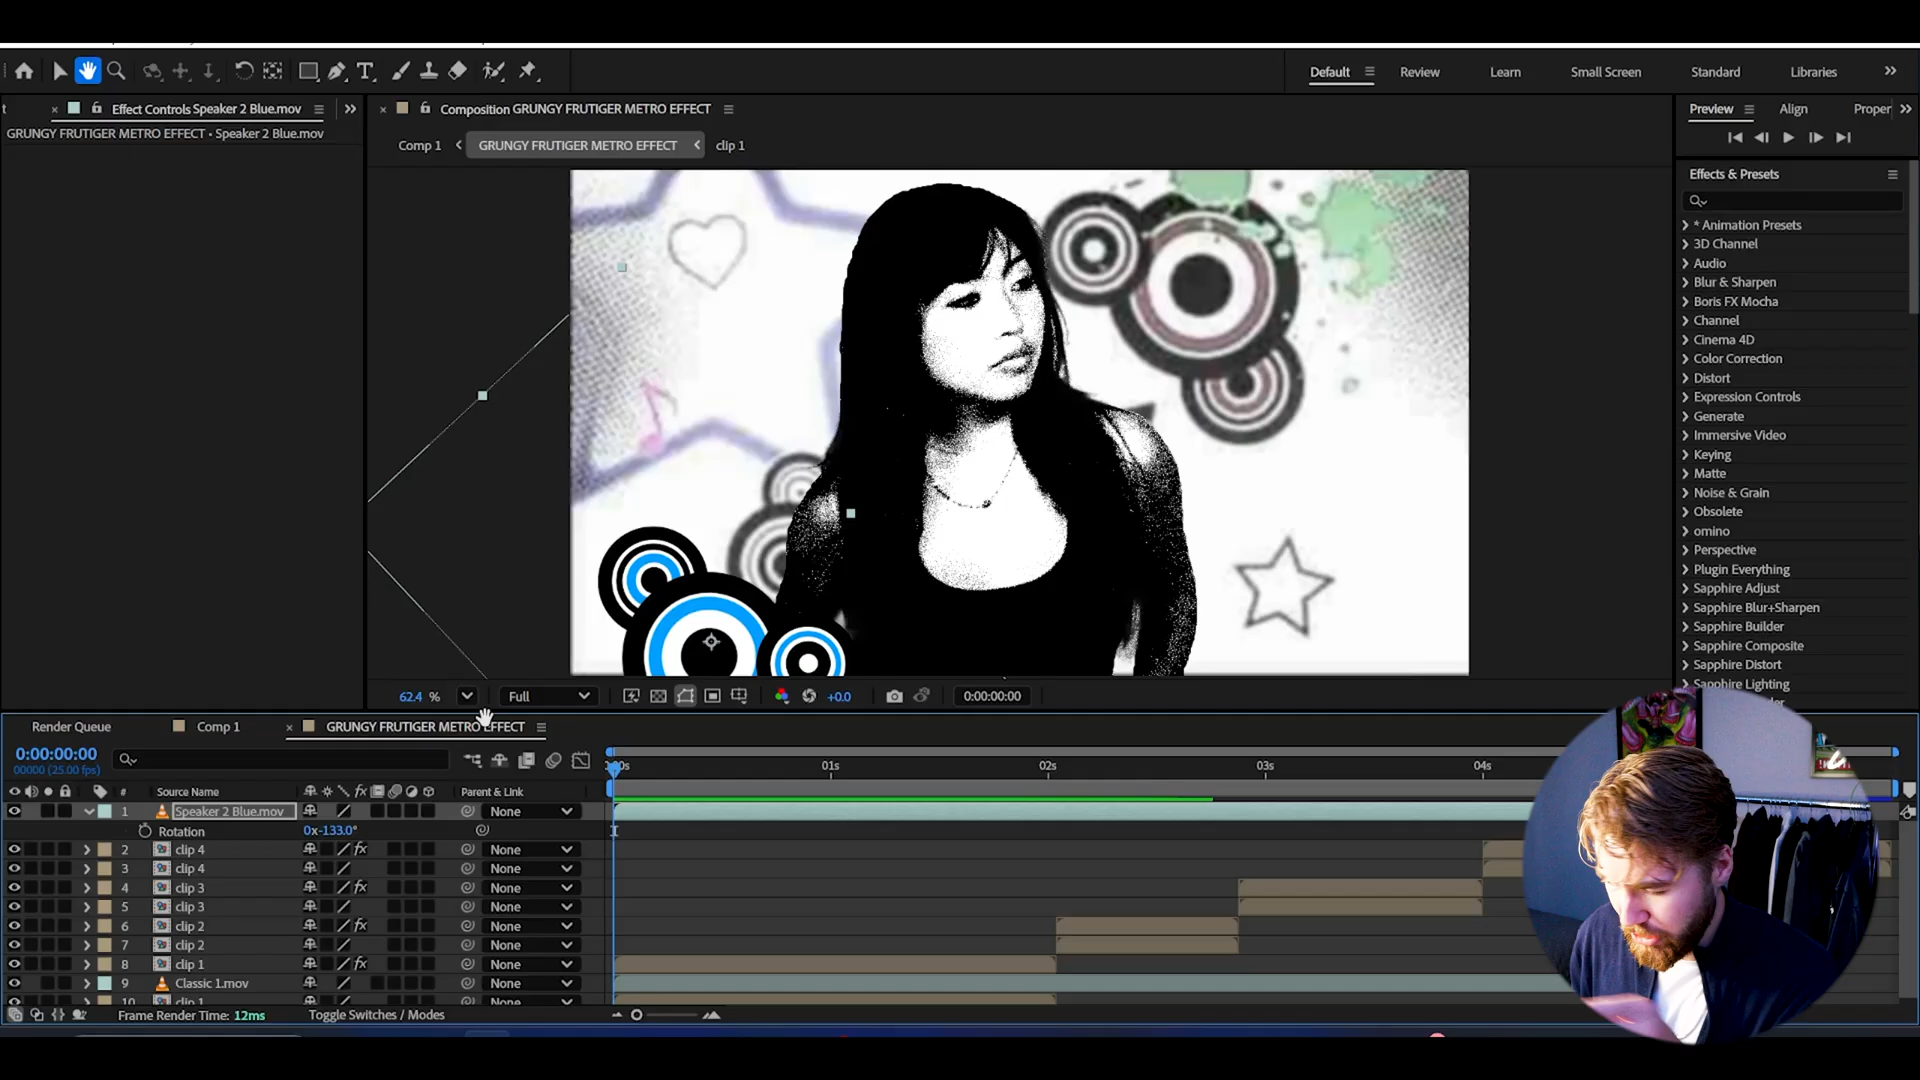 Default
Review
Learn
Small Screen
Standard
Libraries
Effect Controls Speaker 2 Blue.mov
GRUNGY FRUTIGER METRO EFFECT • Speaker 2 Blue.mov
Composition GRUNGY FRUTIGER METRO EFFECT
Comp 1
GRUNGY FRUTIGER METRO EFFECT
clip 1
Preview
Align
Proper
Effects & Presets
* Animation Presets
3D Channel
Audio
Blur & Sharpen
Boris FX Mocha
Channel
Cinema 4D
Color Correction
Distort
Expression Controls
Generate
Immersive Video
Keying
Matte
Noise & Grain
Obsolete
omino
Perspective
Plugin Everything
Sapphire Adjust
Sapphire Blur+Sharpen
Sapphire Builder
Sapphire Composite
Sapphire Distort
Sapphire Lighting
62.4 %
Full
+0.0
0:00:00:00
Render Queue
Comp 1
GRUNGY FRUTIGER METRO EFFECT
0:00:00:00
00000 (25.00 fps)
01s
02s
03s
04s
# Source Name
Parent & Link
1 Speaker 2 Blue.mov None
Rotation 0x-133.0°
2 clip 4 fx None
3 clip 4 None
4 clip 3 fx None
5 clip 3 None
6 clip 2 fx None
7 clip 2 None
8 clip 1 fx None
9 Classic 1.mov None
10 clip 1 None
Frame Render Time: 12ms
Toggle Switches / Modes